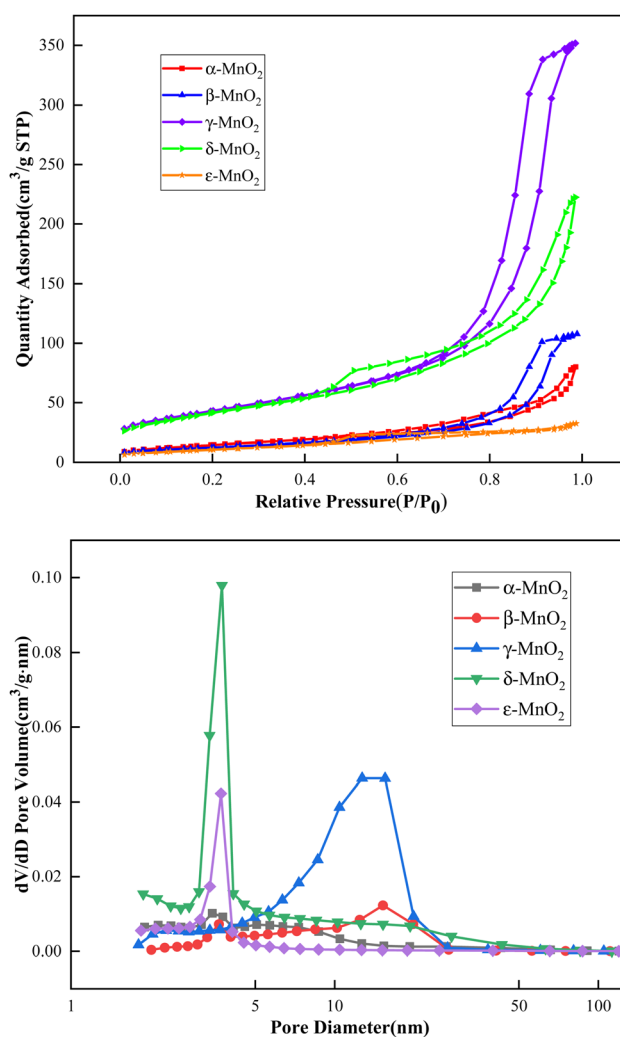 350
300
250
200
150
100
50
0
Quantity Adsorbed(cm³/g STP)
α-MnO₂
β-MnO₂
γ-MnO₂
δ-MnO₂
ε-MnO₂
0.0 0.2 0.4 0.6 0.8 1.0
Relative Pressure(P/P₀)
0.10
0.08
0.06
0.04
0.02
0.00
dV/dD Pore Volume(cm³/g·nm)
α-MnO₂
β-MnO₂
γ-MnO₂
δ-MnO₂
ε-MnO₂
1 5 10 50 100
Pore Diameter(nm)